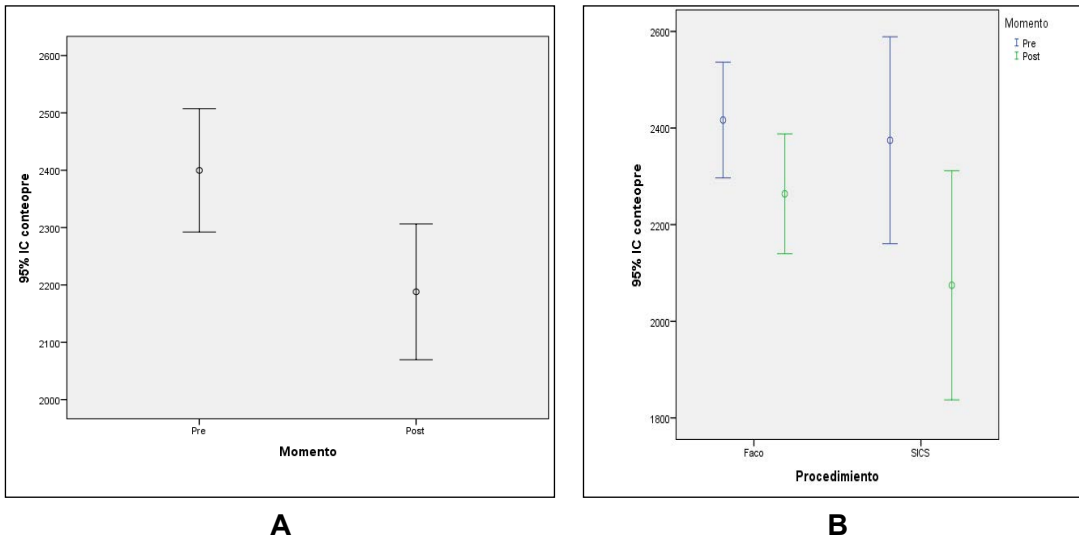 2600
2500
2400
2300
2200
2100
2000
95% IC conteopre
Pre
Post
Momento
A
2600
2400
2200
2000
1800
95% IC conteopre
Faco
SICS
Procedimiento
Momento
Pre
Post
B